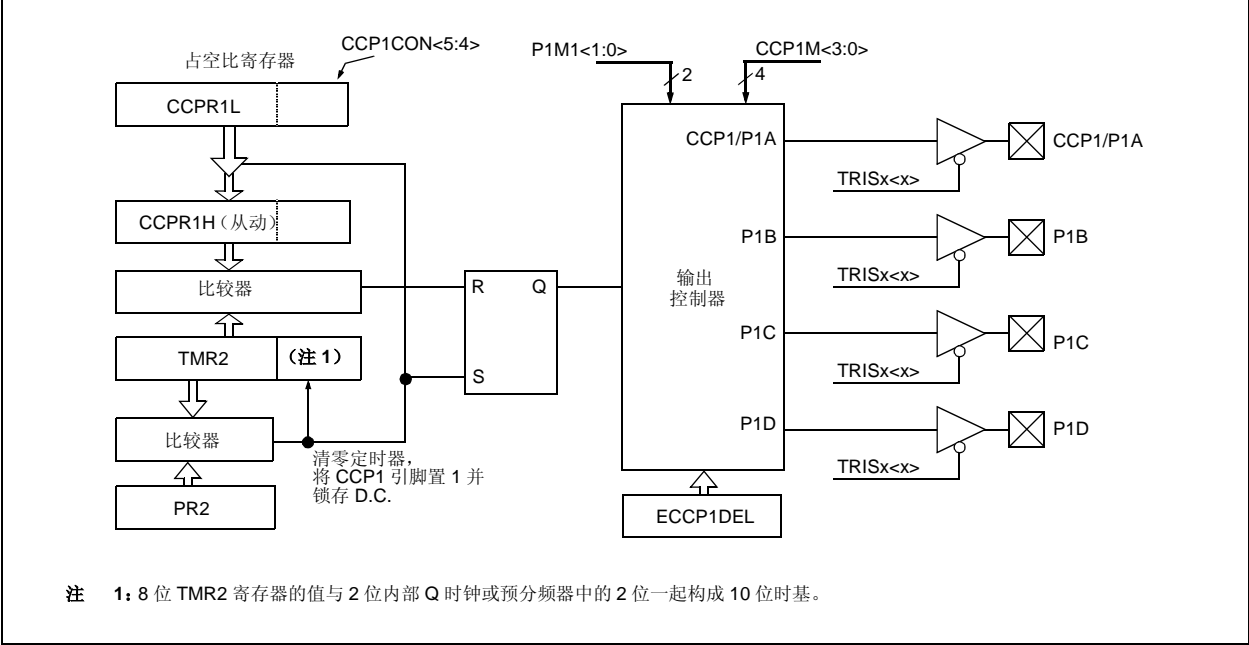 CCP1CON<5:4>
占空比寄存器
P1M1<1:0>
CCP1M<3:0>
2
4
CCPR1L
CCP1/P1A
CCP1/P1A
TRISx<x>
CCPR1H（从动）
P1B
P1B
比较器
R
Q
输出
控制器
TRISx<x>
TMR2
（注 1）
P1C
P1C
S
TRISx<x>
比较器
P1D
P1D
清零定时器，
将 CCP1 引脚置 1 并
锁存 D.C.
TRISx<x>
PR2
ECCP1DEL
注 1: 8 位 TMR2 寄存器的值与 2 位内部 Q 时钟或预分频器中的 2 位一起构成 10 位时基。